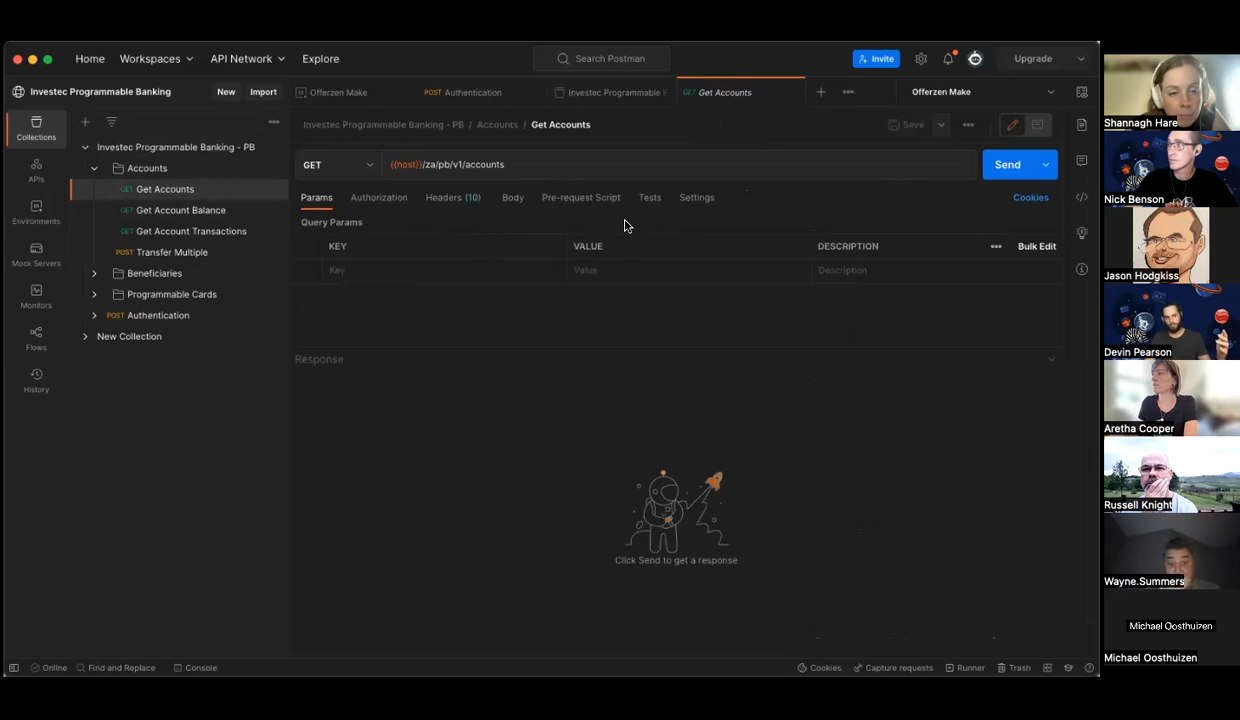 Home Workspaces API Network Explore Search Postman Invite Upgrade
Investec Programmable Banking New Import
Offerzen Make POST Authentication Investec Programmable GET Get Accounts Offerzen Make
Collections
APIs
Environments
Mock Servers
Monitors
Flows
History
Investec Programmable Banking - PB
Accounts
GET Get Accounts
GET Get Account Balance
GET Get Account Transactions
POST Transfer Multiple
Beneficiaries
Programmable Cards
POST Authentication
New Collection
Investec Programmable Banking - PB / Accounts / Get Accounts Save
GET {{host}}/za/pb/v1/accounts Send
Params Authorization Headers (10) Body Pre-request Script Tests Settings Cookies
Query Params
KEY VALUE DESCRIPTION Bulk Edit
Key Value Description
Response
Click Send to get a response
Online Find and Replace Console Cookies Capture requests Runner Trash
Shannagh Hare
Nick Benson
Jason Hodgkiss
Devin Pearson
Aretha Cooper
Russell Knight
Wayne.Summers
Michael Oosthuizen
Michael Oosthuizen